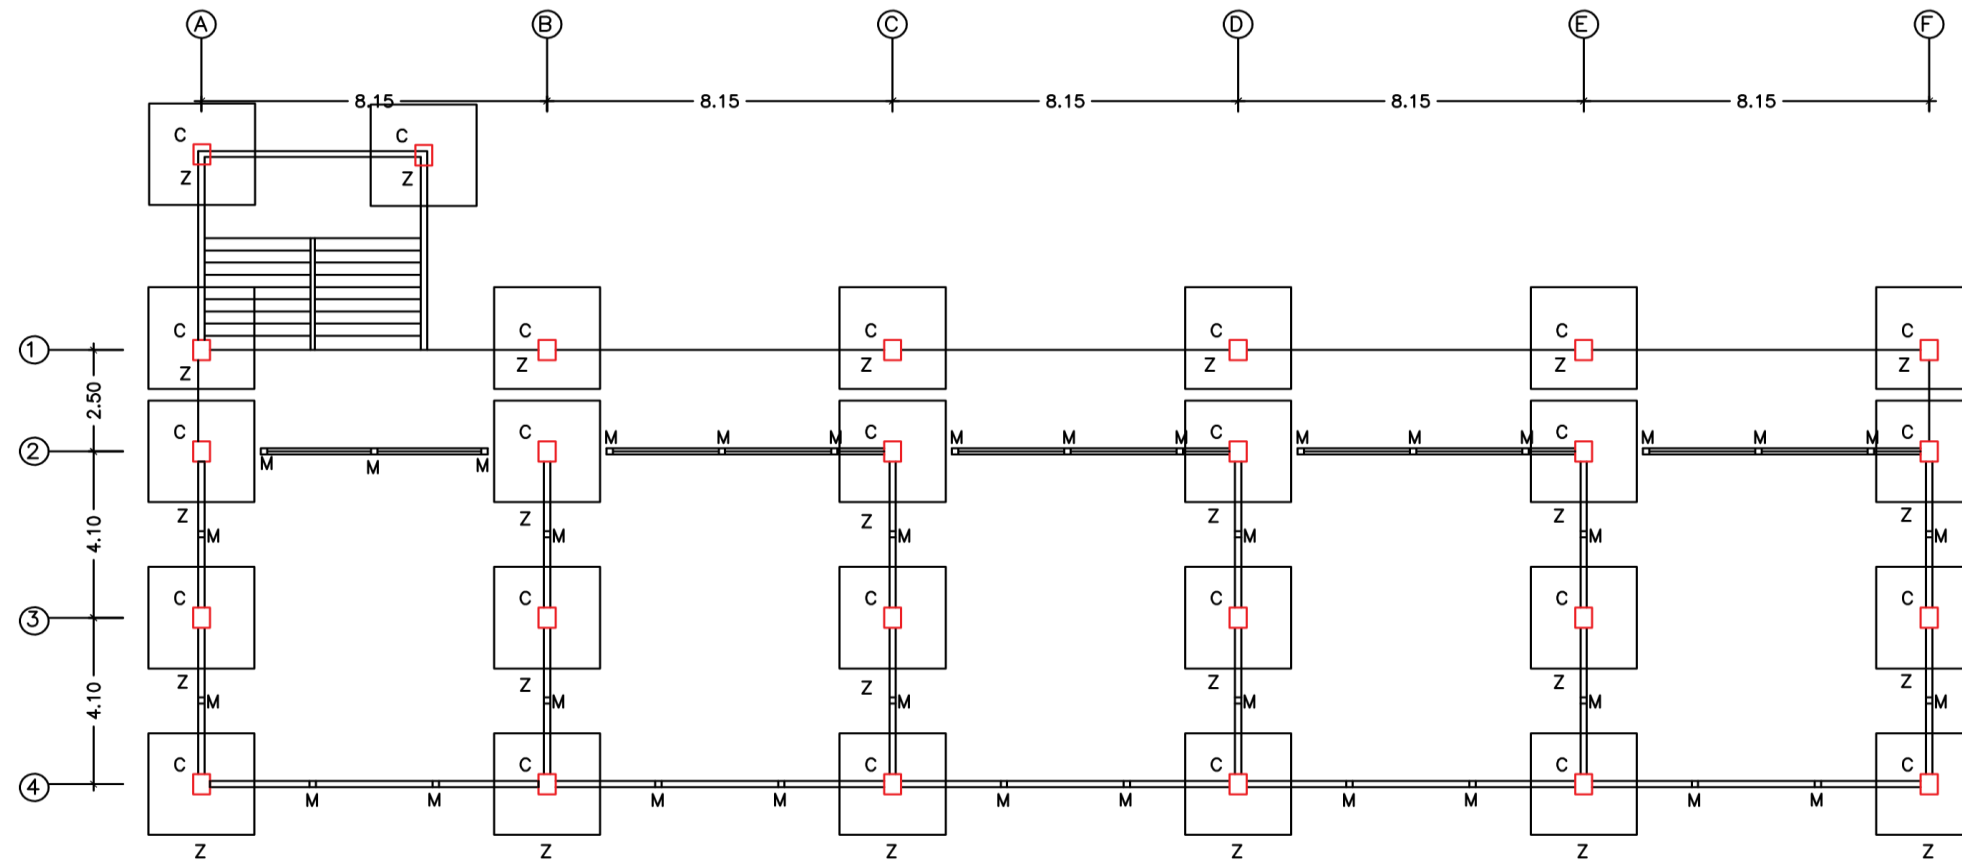 A B C D E F
8.15 8.15 8.15 8.15 8.15
C C
Z Z
C C C C C C
1
Z Z Z Z Z Z
2.50
C C C C C C
M M M M M M M M M M M M
2
M M M
Z Z Z Z Z Z
4.10
M M M M M M
C C C C C C
3
Z Z Z Z Z Z
4.10
M M M M M M
C C C C C C
4
M M M M M M M M M M
Z Z Z Z Z Z